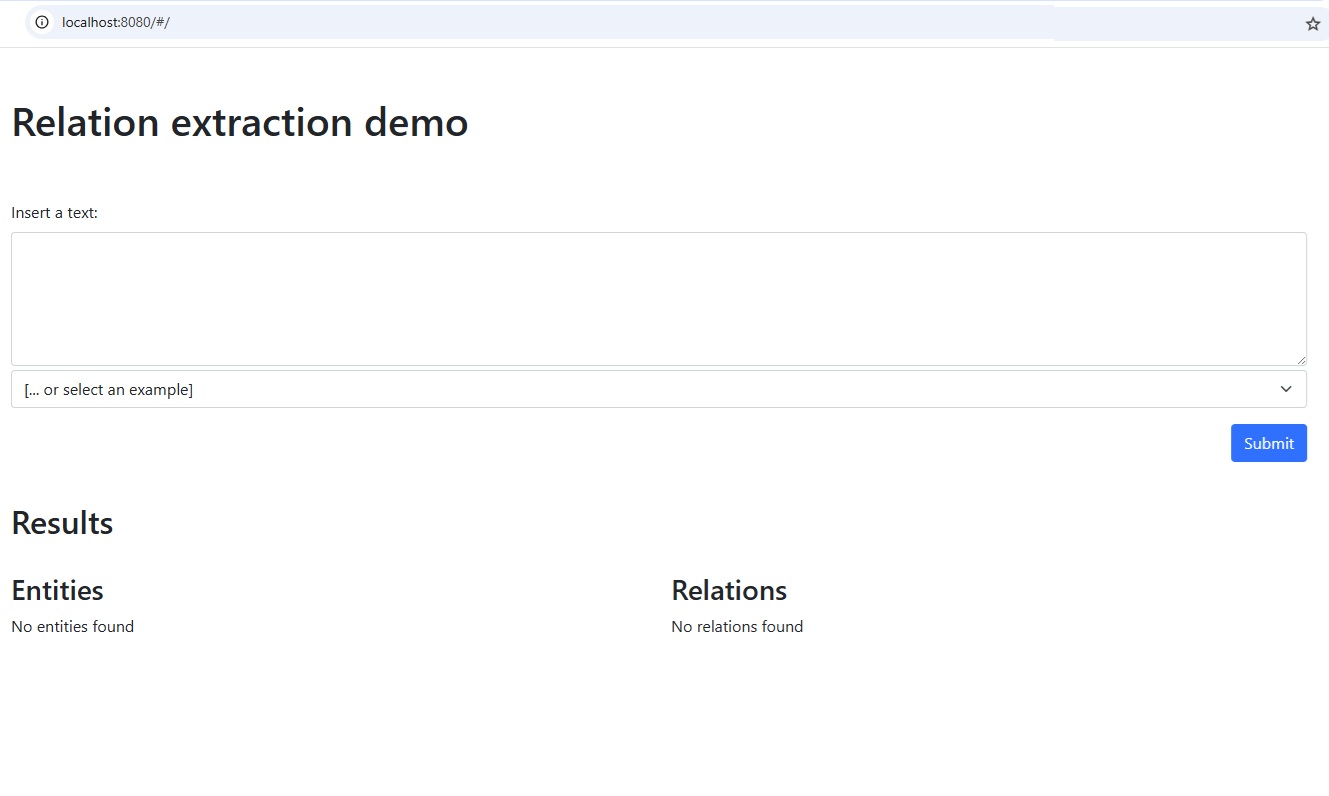 localhost:8080/#/
Relation extraction demo
Insert a text:
[... or select an example]
Submit
Results
Entities
No entities found
Relations
No relations found